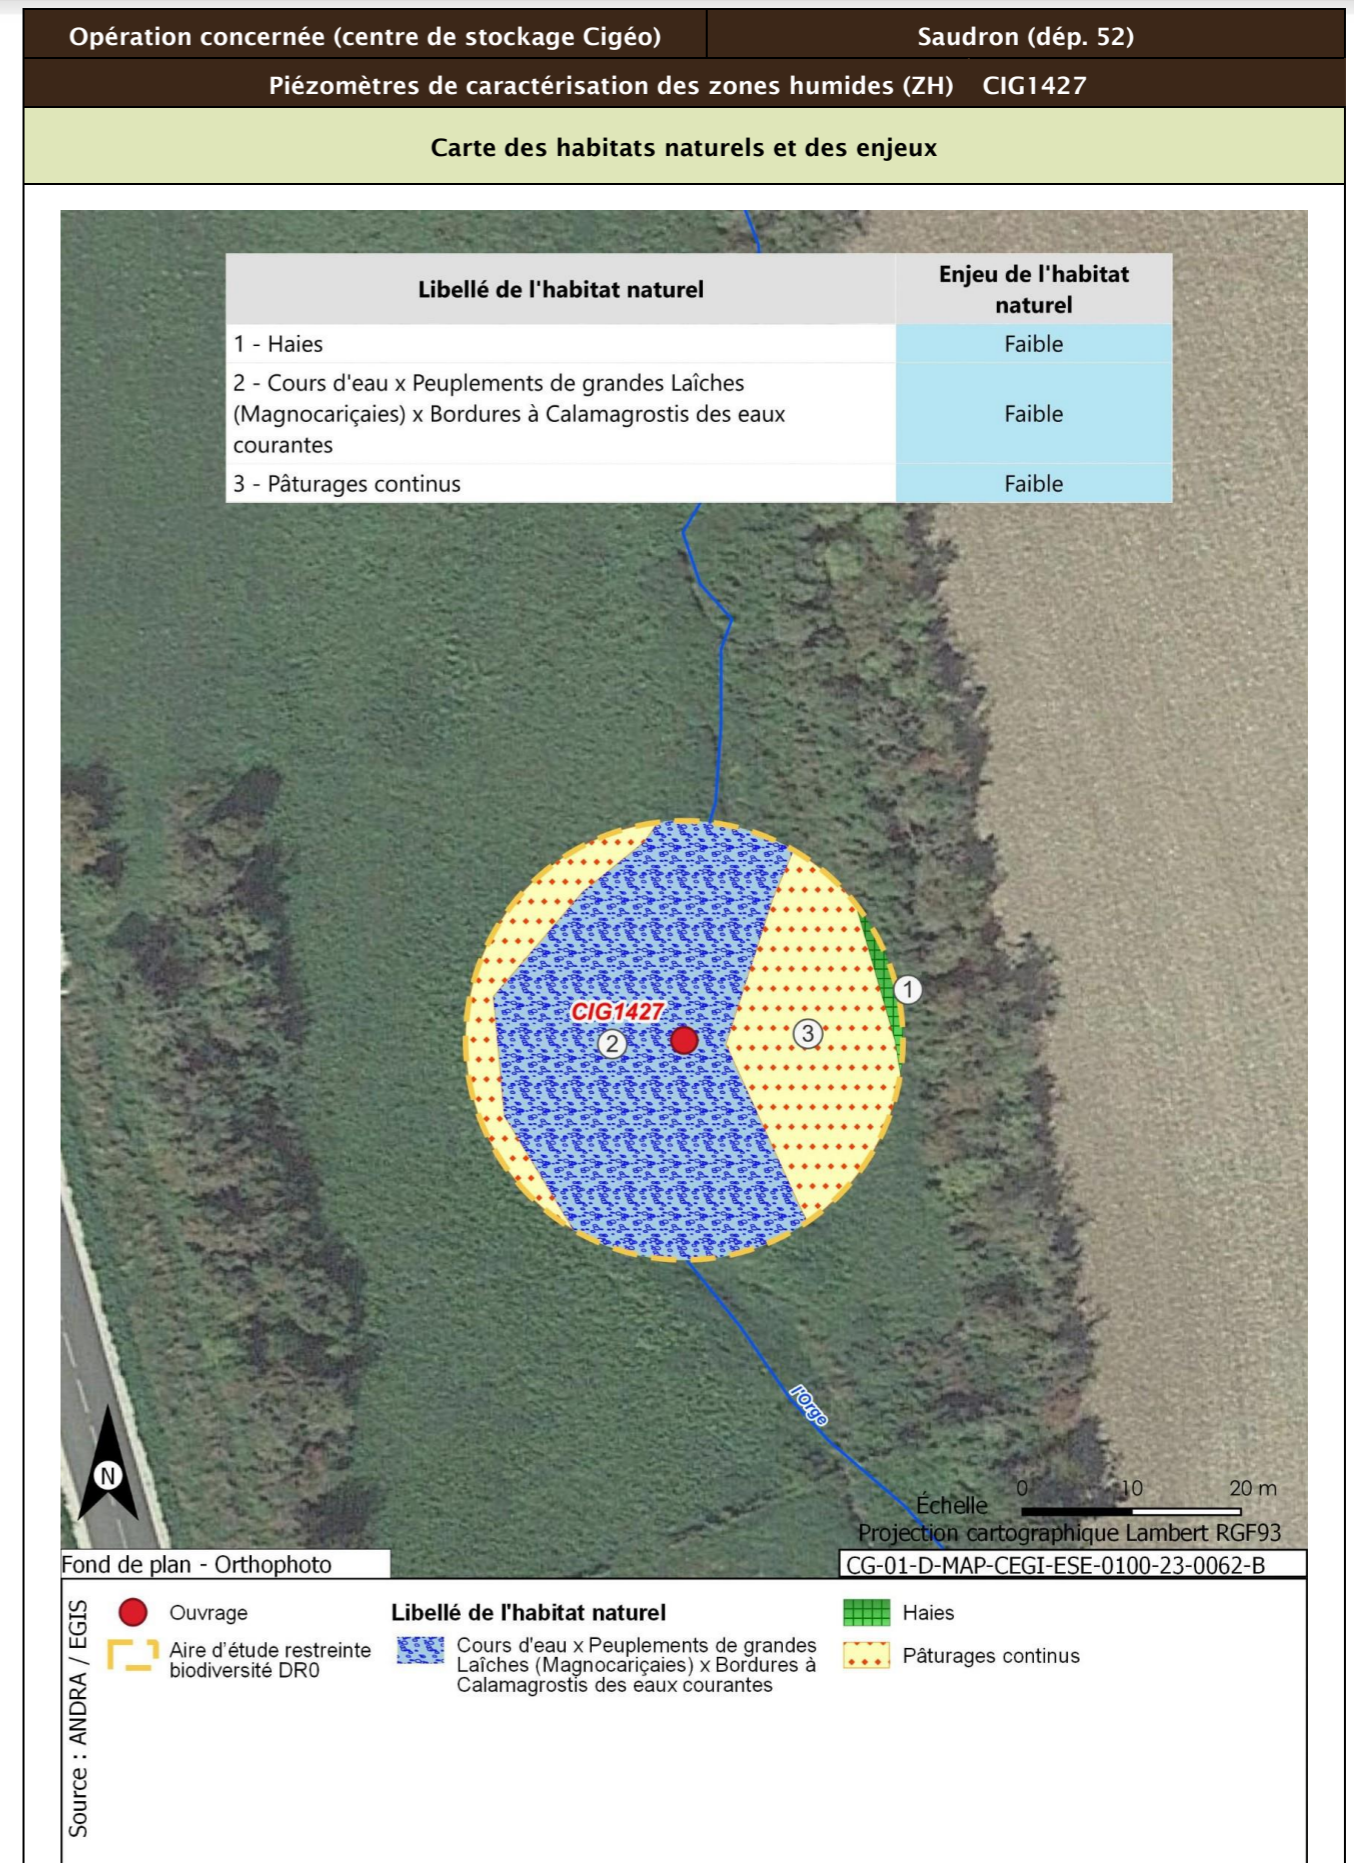 Opération concernée (centre de stockage Cigéo)
Saudron (dép. 52)
Piézomètres de caractérisation des zones humides (ZH) CIG1427
Carte des habitats naturels et des enjeux
Libellé de l'habitat naturel
Enjeu de l'habitat
naturel
1 - Haies
Faible
2 - Cours d'eau x Peuplements de grandes Laîches
(Magnocariçaies) x Bordures à Calamagrostis des eaux
courantes
Faible
3 - Pâturages continus
Faible
1
CIG1427
2
3
l'Orge
N
0 10 20 m
Échelle
Projection cartographique Lambert RGF93
Fond de plan - Orthophoto
CG-01-D-MAP-CEGI-ESE-0100-23-0062-B
Source : ANDRA / EGIS
Ouvrage
Aire d'étude restreinte
biodiversité DR0
Libellé de l'habitat naturel
Cours d'eau x Peuplements de grandes
Laîches (Magnocariçaies) x Bordures à
Calamagrostis des eaux courantes
Haies
Pâturages continus